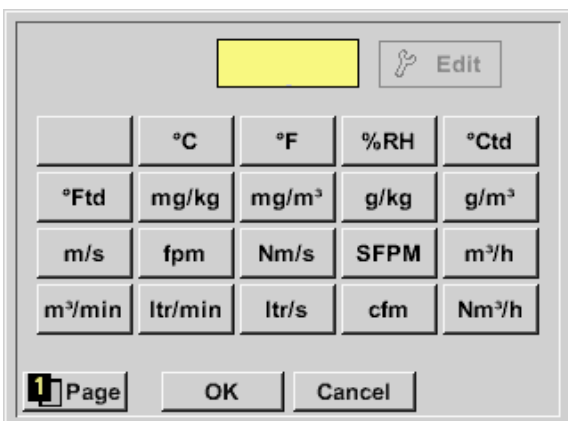 Edit
°C °F %RH °Ctd
°Ftd mg/kg mg/m³ g/kg g/m³
m/s fpm Nm/s SFPM m³/h
m³/min ltr/min ltr/s cfm Nm³/h
1 Page OK Cancel